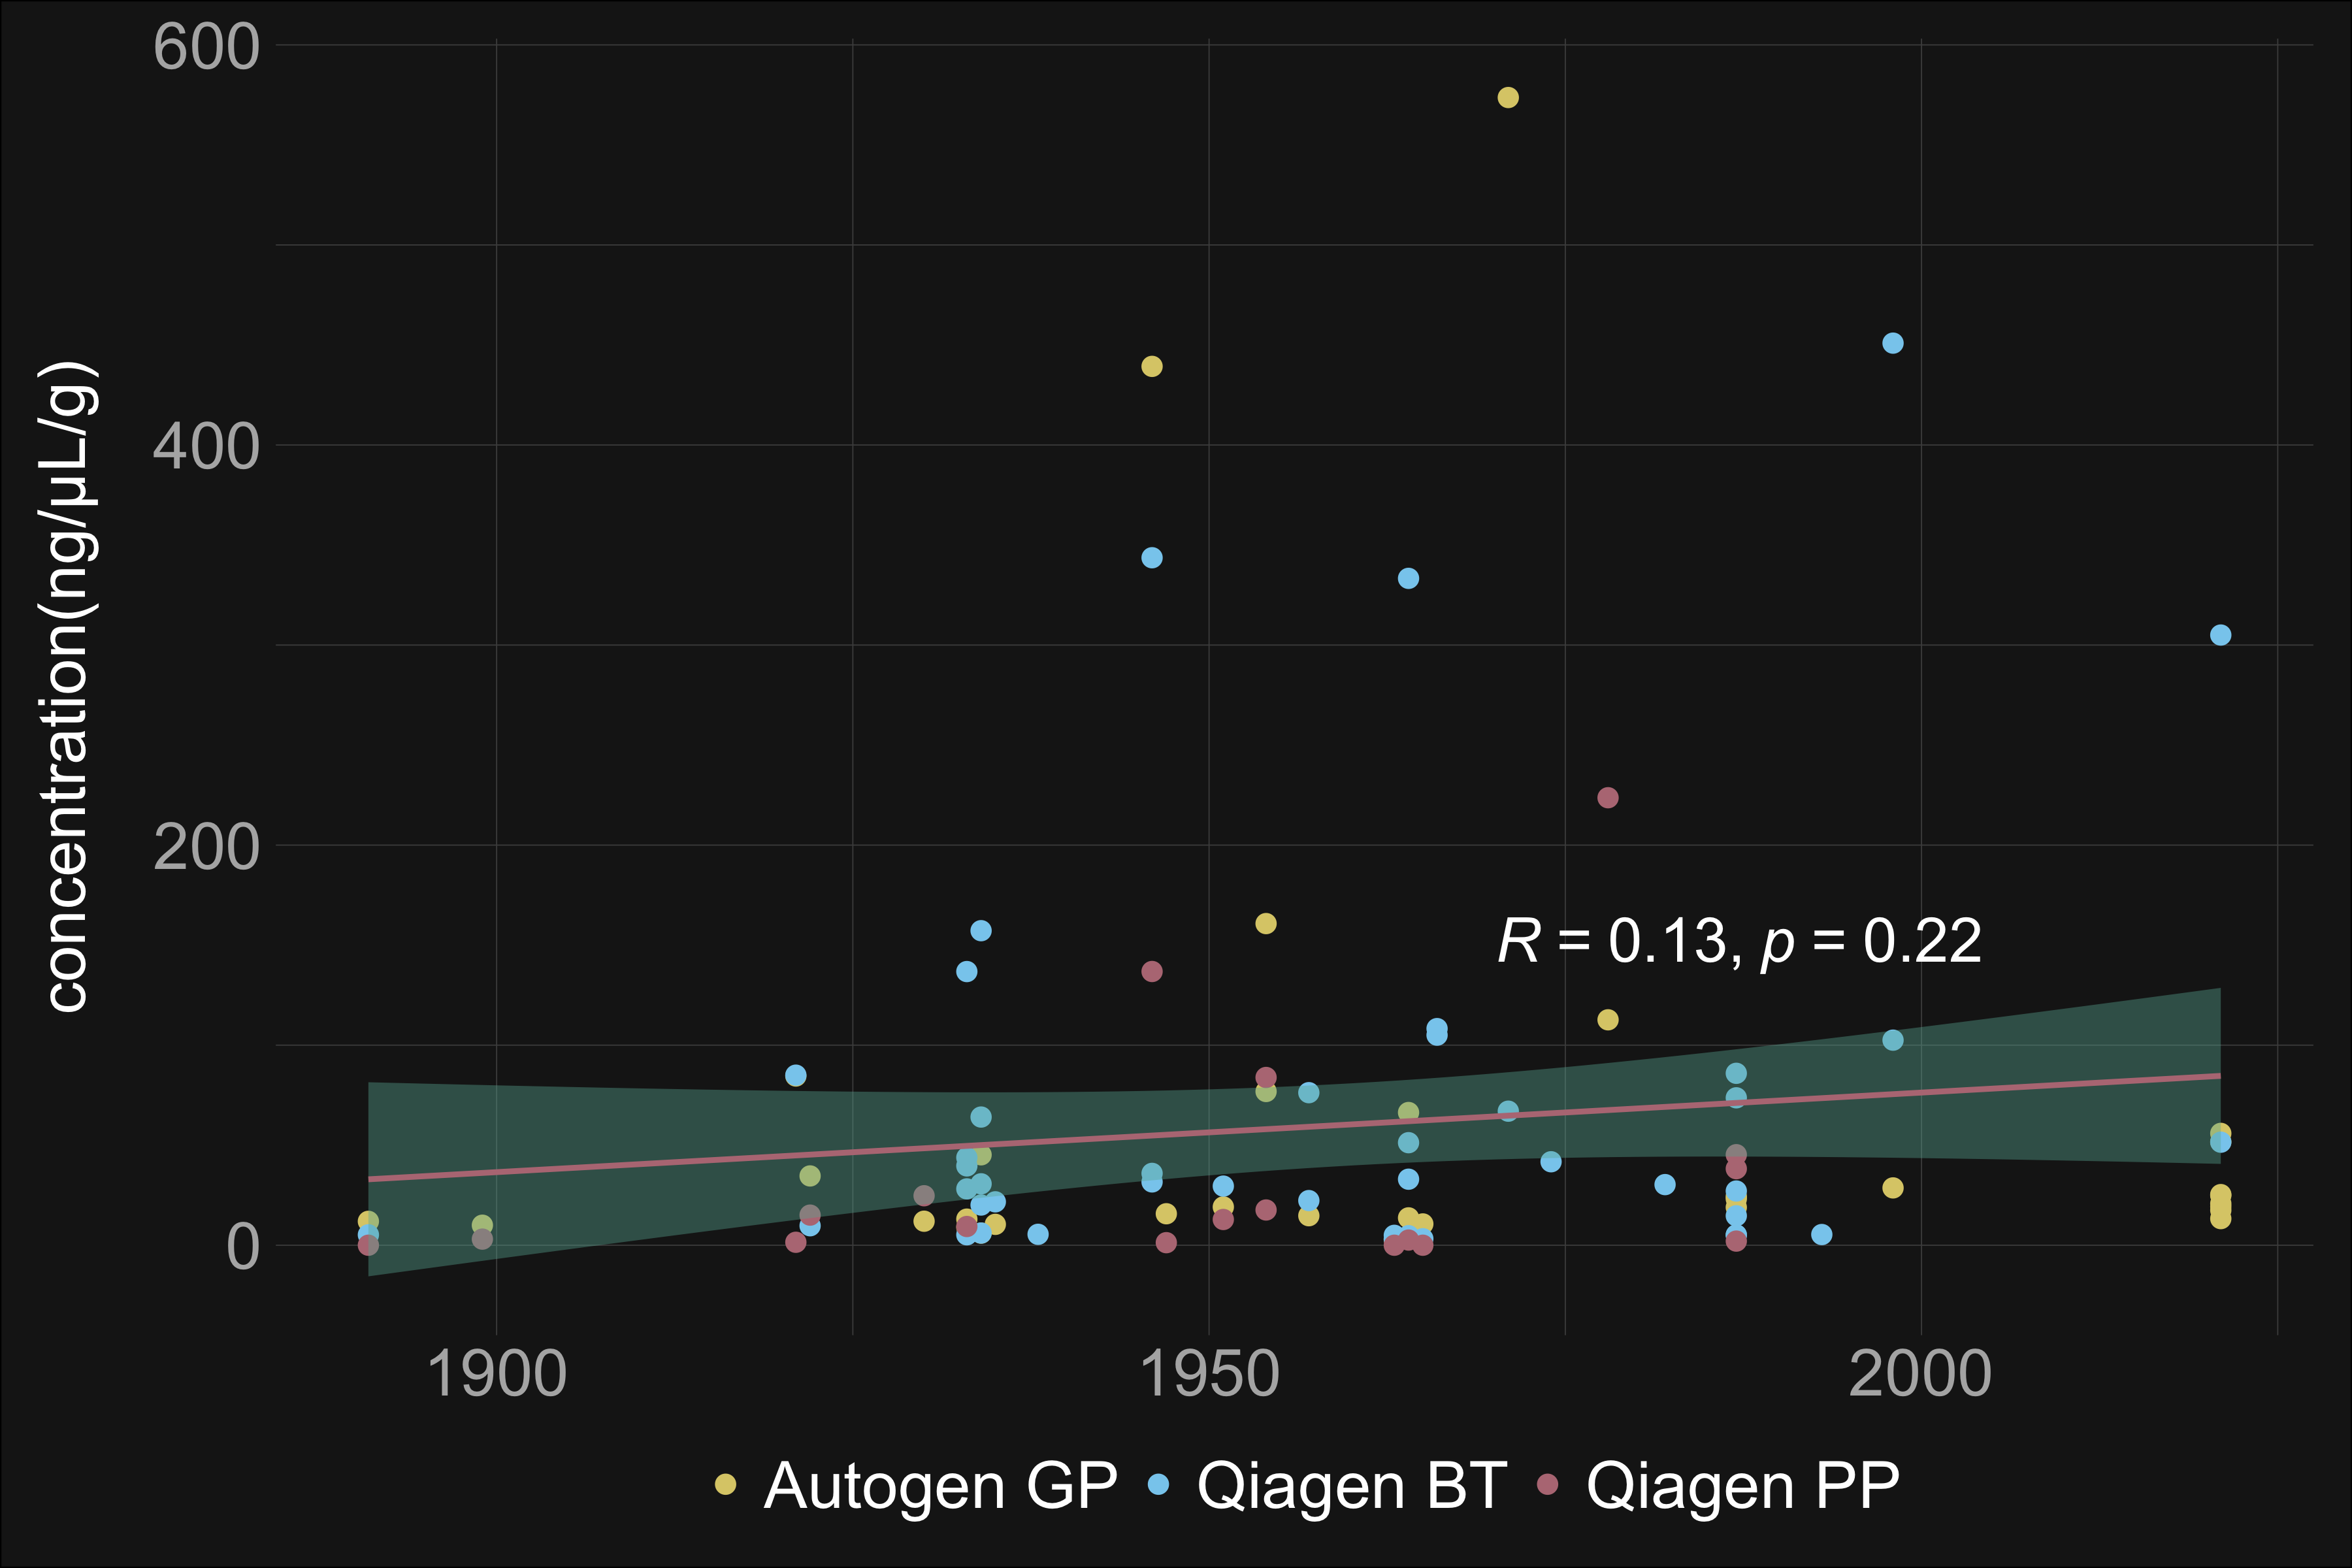 600
400
200
0
concentration(ng/µL/g)
R = 0.13, p = 0.22
1900 1950 2000
Autogen GP Qiagen BT Qiagen PP